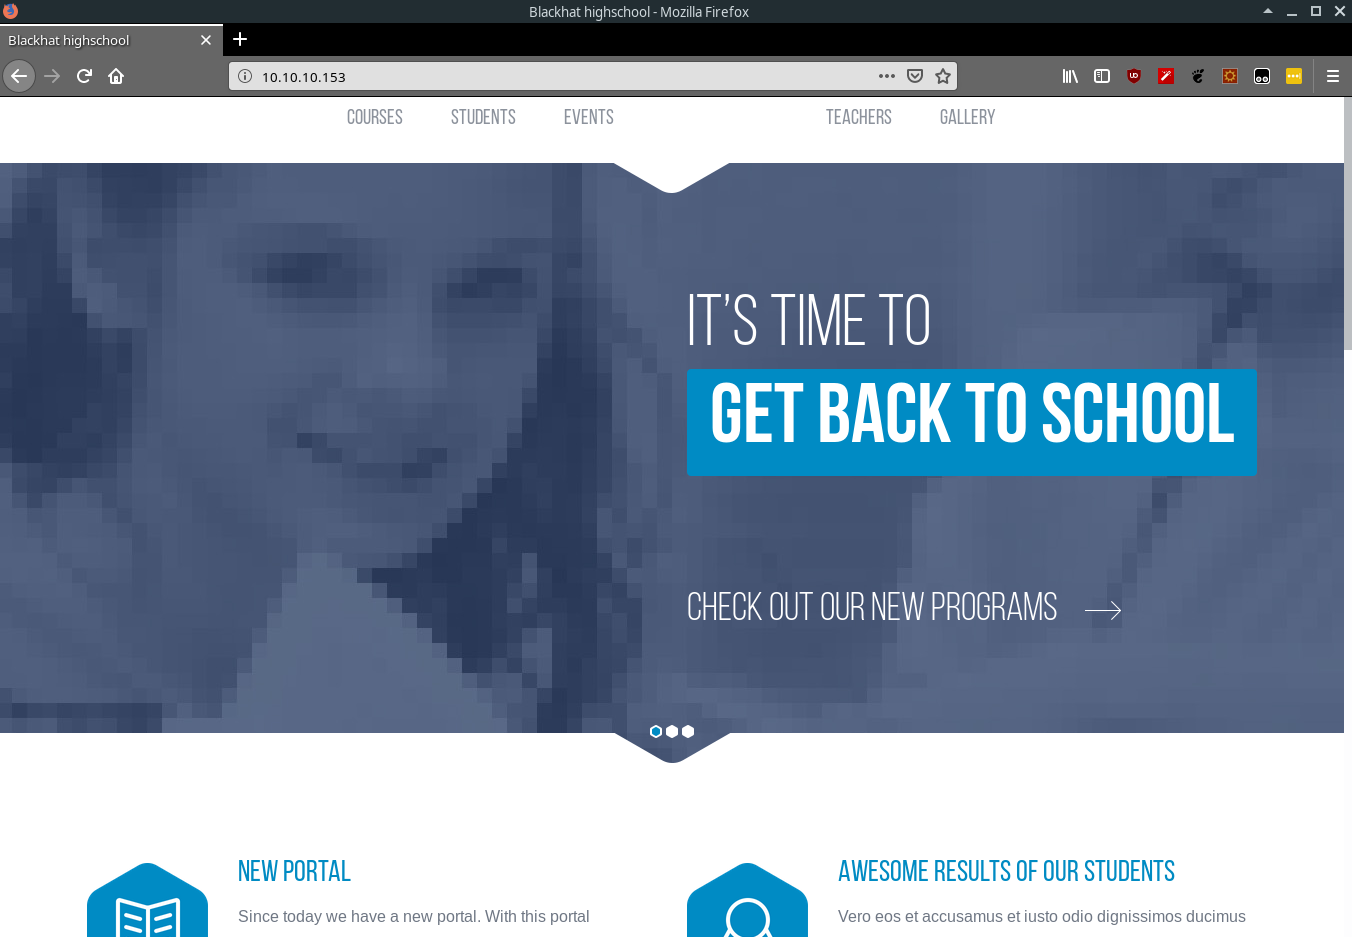 Blackhat highschool - Mozilla Firefox
Blackhat highschool
10.10.10.153
COURSES STUDENTS EVENTS TEACHERS GALLERY
IT'S TIME TO
GET BACK TO SCHOOL
CHECK OUT OUR NEW PROGRAMS
NEW PORTAL
Since today we have a new portal. With this portal
AWESOME RESULTS OF OUR STUDENTS
Vero eos et accusamus et iusto odio dignissimos ducimus